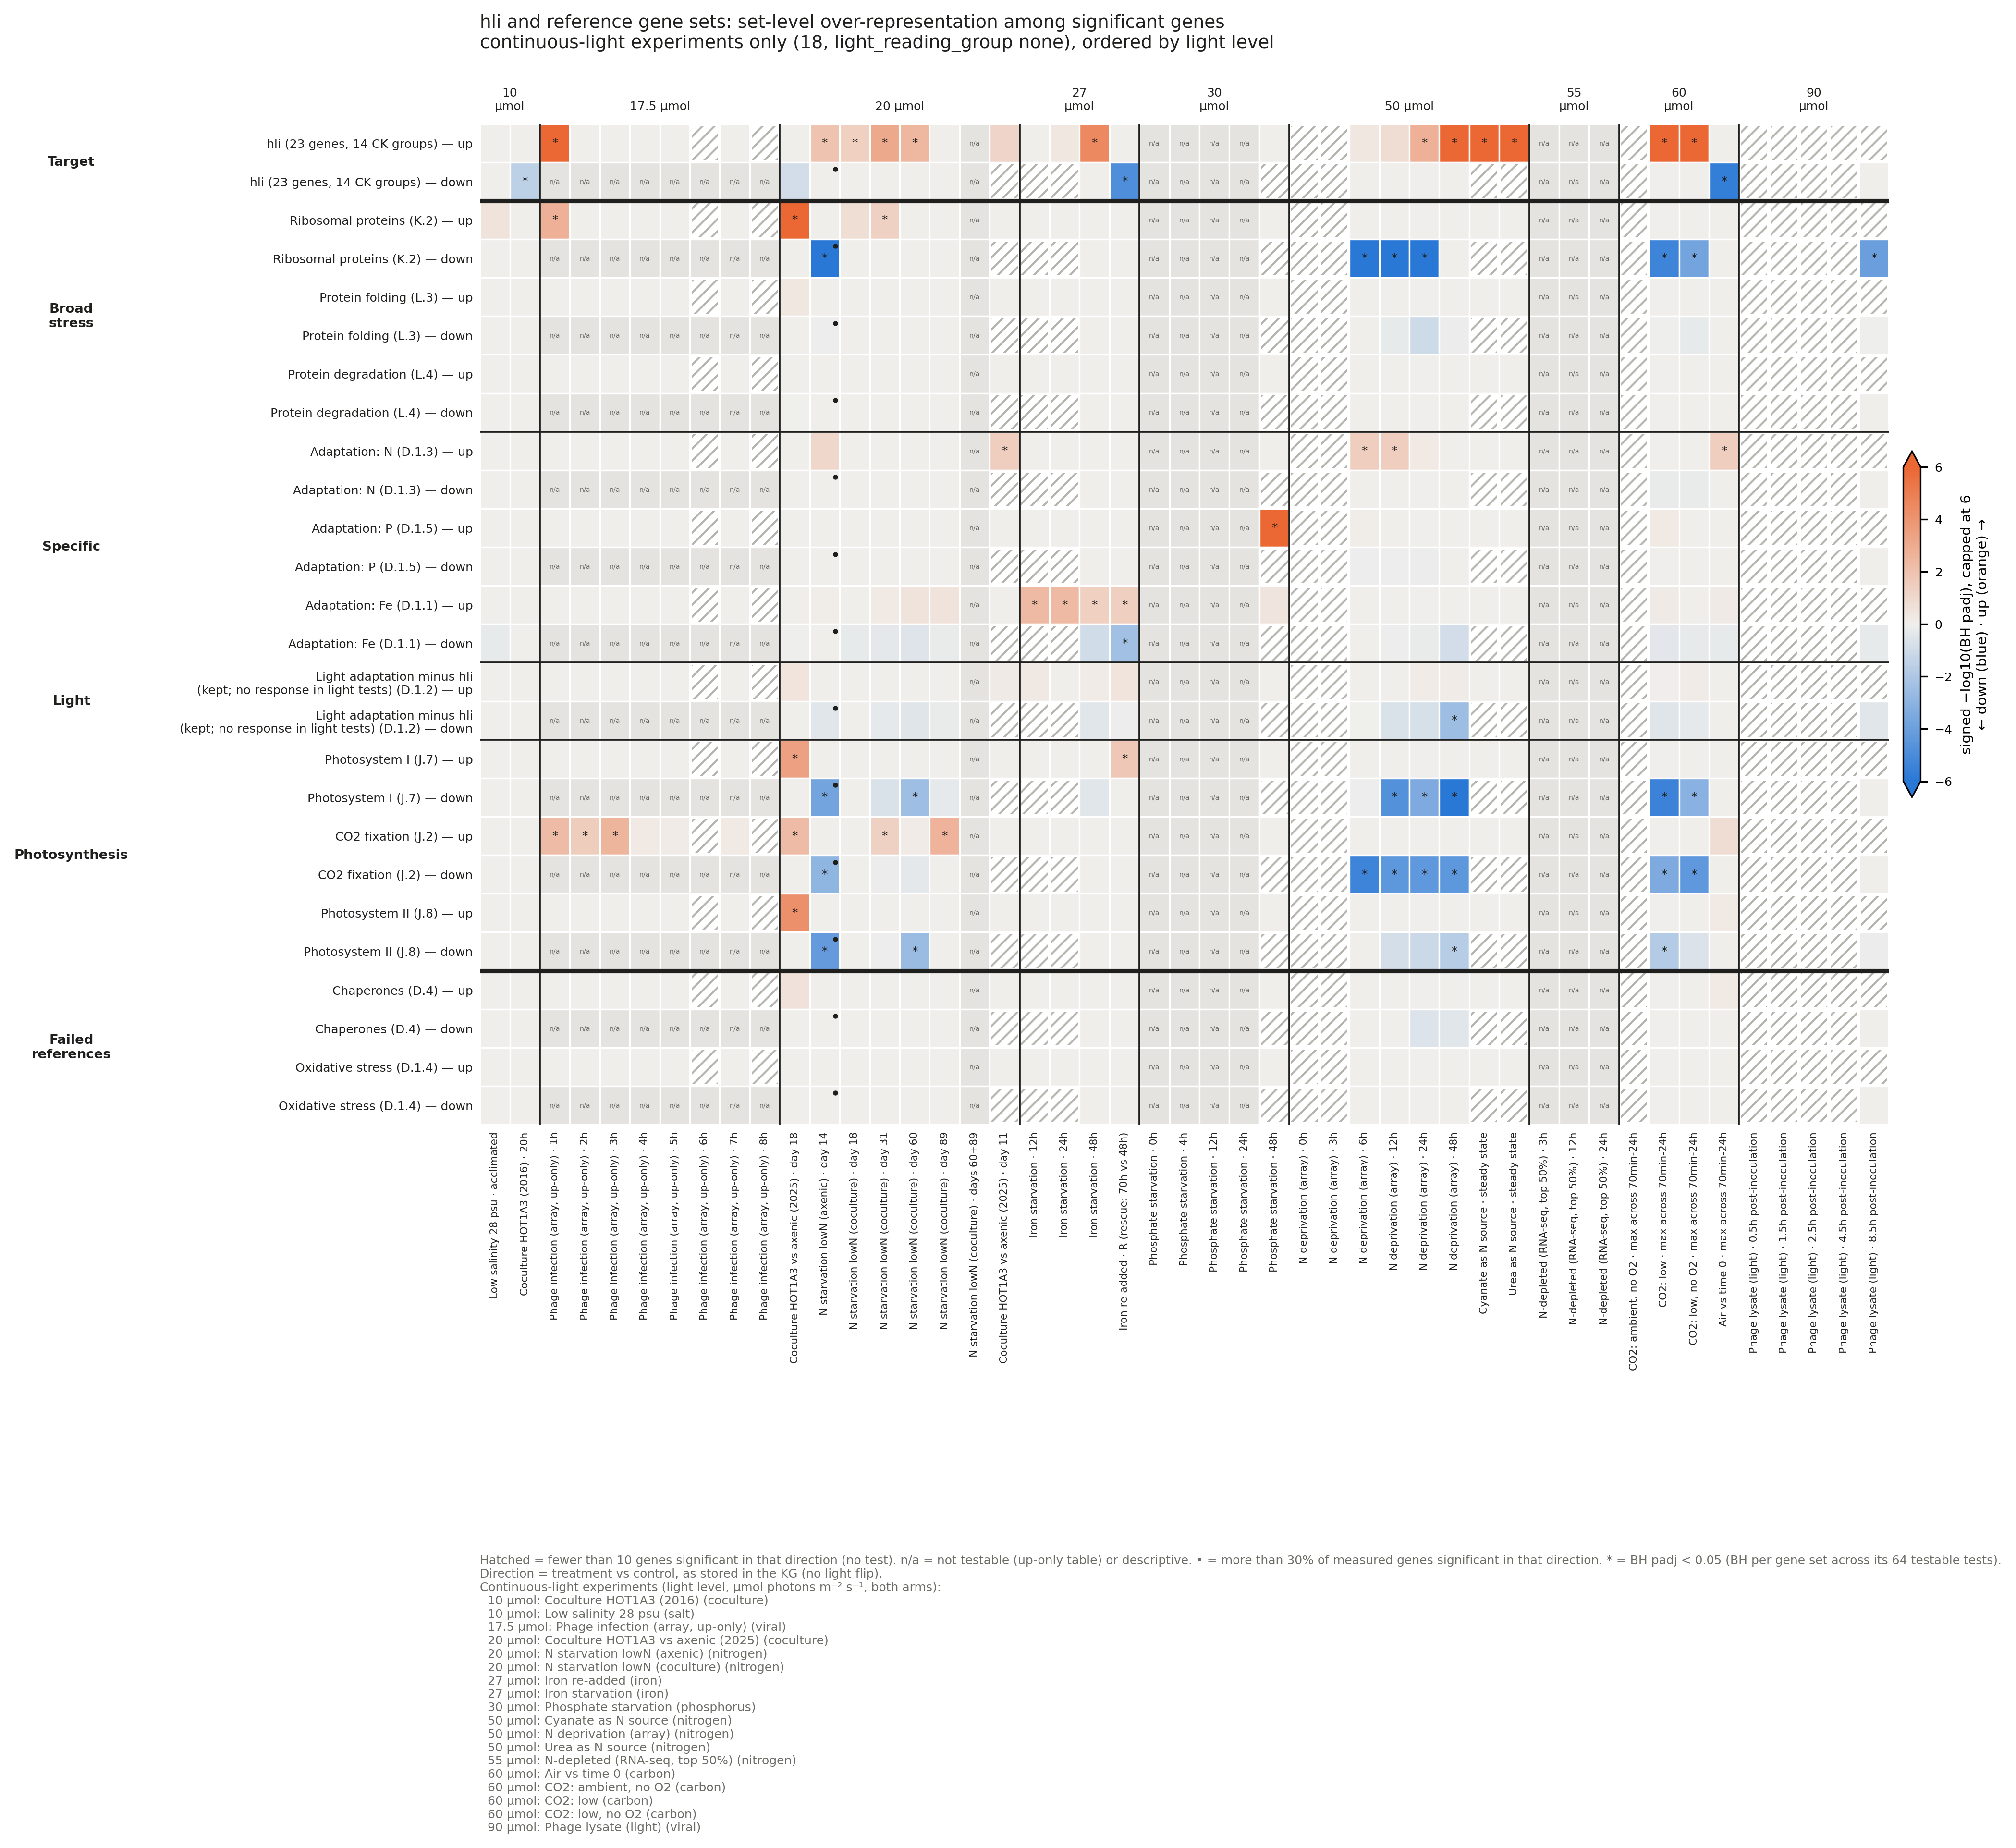 hli and reference gene sets: set-level over-representation among significant genes
continuous-light experiments only (18, light_reading_group none), ordered by light level
10
µmol
17.5 µmol
20 µmol
27
µmol
30
µmol
50 µmol
55
µmol
60
µmol
90
µmol
Target
hli (23 genes, 14 CK groups) — up
hli (23 genes, 14 CK groups) — down
Broad
stress
Ribosomal proteins (K.2) — up
Ribosomal proteins (K.2) — down
Protein folding (L.3) — up
Protein folding (L.3) — down
Protein degradation (L.4) — up
Protein degradation (L.4) — down
Specific
Adaptation: N (D.1.3) — up
Adaptation: N (D.1.3) — down
Adaptation: P (D.1.5) — up
Adaptation: P (D.1.5) — down
Adaptation: Fe (D.1.1) — up
Adaptation: Fe (D.1.1) — down
Light
Light adaptation minus hli
(kept; no response in light tests) (D.1.2) — up
Light adaptation minus hli
(kept; no response in light tests) (D.1.2) — down
Photosynthesis
Photosystem I (J.7) — up
Photosystem I (J.7) — down
CO2 fixation (J.2) — up
CO2 fixation (J.2) — down
Photosystem II (J.8) — up
Photosystem II (J.8) — down
Failed
references
Chaperones (D.4) — up
Chaperones (D.4) — down
Oxidative stress (D.1.4) — up
Oxidative stress (D.1.4) — down
6
4
2
0
−2
−4
−6
signed −log10(BH padj), capped at 6
← down (blue) · up (orange) →
Low salinity 28 psu · acclimated
Coculture HOT1A3 (2016) · 20h
Phage infection (array, up-only) · 1h
Phage infection (array, up-only) · 2h
Phage infection (array, up-only) · 3h
Phage infection (array, up-only) · 4h
Phage infection (array, up-only) · 5h
Phage infection (array, up-only) · 6h
Phage infection (array, up-only) · 7h
Phage infection (array, up-only) · 8h
Coculture HOT1A3 vs axenic (2025) · day 18
N starvation lowN (axenic) · day 14
N starvation lowN (coculture) · day 18
N starvation lowN (coculture) · day 31
N starvation lowN (coculture) · day 60
N starvation lowN (coculture) · day 89
N starvation lowN (coculture) · days 60+89
Coculture HOT1A3 vs axenic (2025) · day 11
Iron starvation · 12h
Iron starvation · 24h
Iron starvation · 48h
Iron re-added · R (rescue: 70h vs 48h)
Phosphate starvation · 0h
Phosphate starvation · 4h
Phosphate starvation · 12h
Phosphate starvation · 24h
Phosphate starvation · 48h
N deprivation (array) · 0h
N deprivation (array) · 3h
N deprivation (array) · 6h
N deprivation (array) · 12h
N deprivation (array) · 24h
N deprivation (array) · 48h
Cyanate as N source · steady state
Urea as N source · steady state
N-depleted (RNA-seq, top 50%) · 3h
N-depleted (RNA-seq, top 50%) · 12h
N-depleted (RNA-seq, top 50%) · 24h
CO2: ambient, no O2 · max across 70min-24h
CO2: low · max across 70min-24h
CO2: low, no O2 · max across 70min-24h
Air vs time 0 · max across 70min-24h
Phage lysate (light) · 0.5h post-inoculation
Phage lysate (light) · 1.5h post-inoculation
Phage lysate (light) · 2.5h post-inoculation
Phage lysate (light) · 4.5h post-inoculation
Phage lysate (light) · 8.5h post-inoculation
Hatched = fewer than 10 genes significant in that direction (no test). n/a = not testable (up-only table) or descriptive. • = more than 30% of measured genes significant in that direction. * = BH padj < 0.05 (BH per gene set across its 64 testable tests).
Direction = treatment vs control, as stored in the KG (no light flip).
Continuous-light experiments (light level, µmol photons m⁻² s⁻¹, both arms):
10 µmol: Coculture HOT1A3 (2016) (coculture)
10 µmol: Low salinity 28 psu (salt)
17.5 µmol: Phage infection (array, up-only) (viral)
20 µmol: Coculture HOT1A3 vs axenic (2025) (coculture)
20 µmol: N starvation lowN (axenic) (nitrogen)
20 µmol: N starvation lowN (coculture) (nitrogen)
27 µmol: Iron re-added (iron)
27 µmol: Iron starvation (iron)
30 µmol: Phosphate starvation (phosphorus)
50 µmol: Cyanate as N source (nitrogen)
50 µmol: N deprivation (array) (nitrogen)
50 µmol: Urea as N source (nitrogen)
55 µmol: N-depleted (RNA-seq, top 50%) (nitrogen)
60 µmol: Air vs time 0 (carbon)
60 µmol: CO2: ambient, no O2 (carbon)
60 µmol: CO2: low (carbon)
60 µmol: CO2: low, no O2 (carbon)
90 µmol: Phage lysate (light) (viral)